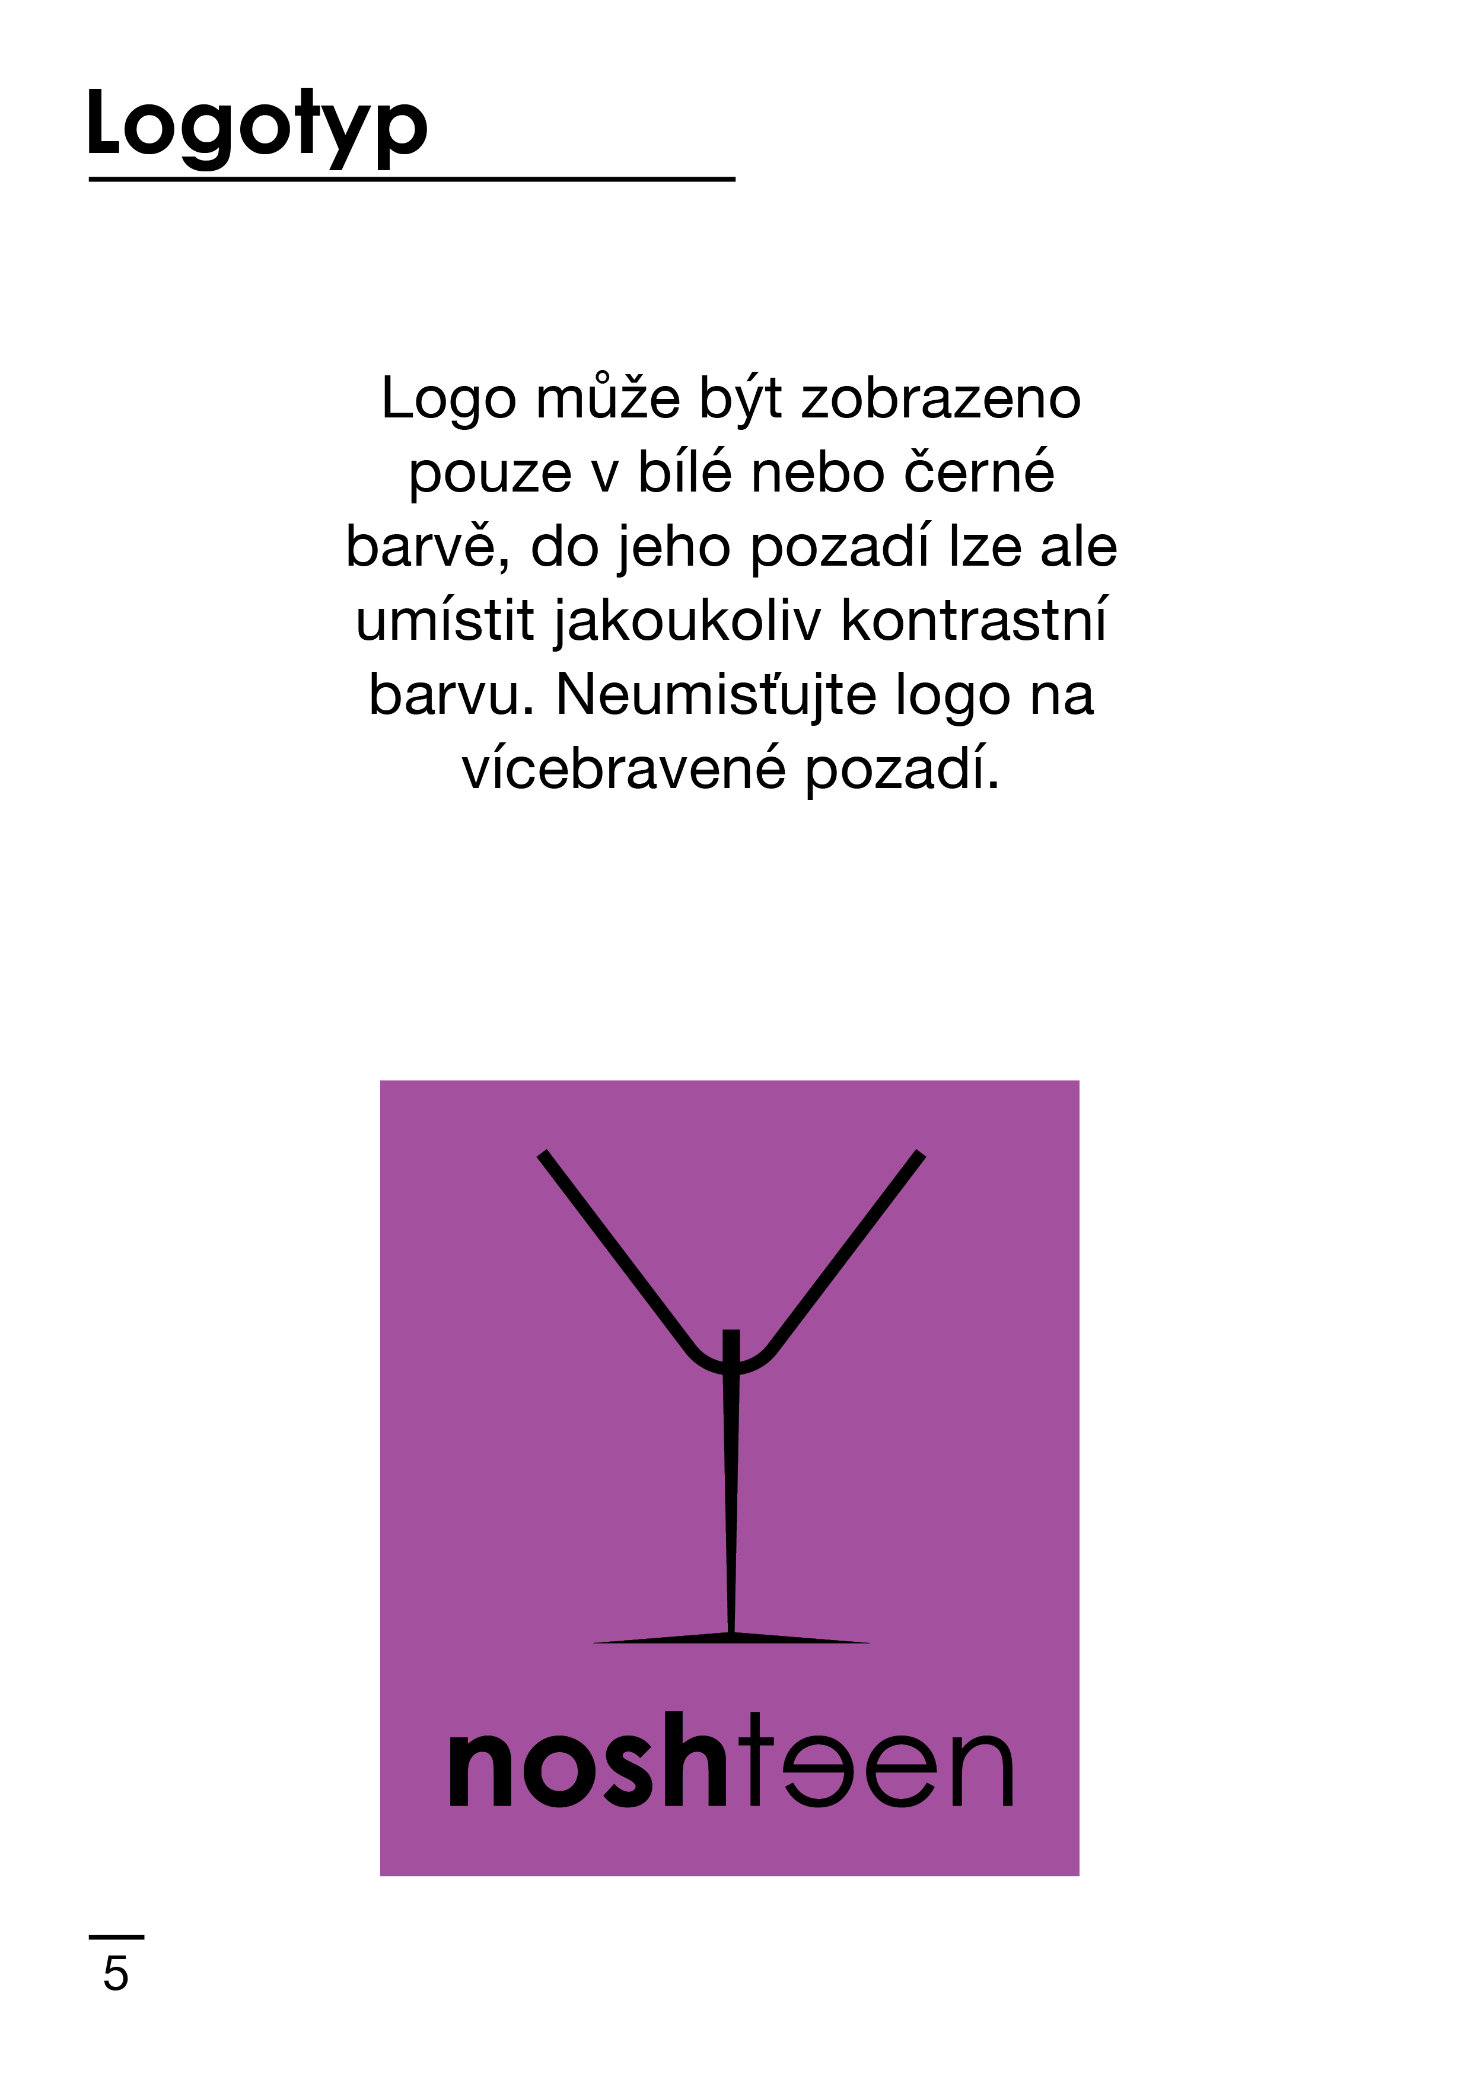 Logotyp
Logo může být zobrazeno
pouze v bílé nebo černé
barvě, do jeho pozadí lze ale
umístit jakoukoliv kontrastní
barvu. Neumisťujte logo na
vícebravené pozadí.
noshteen
5